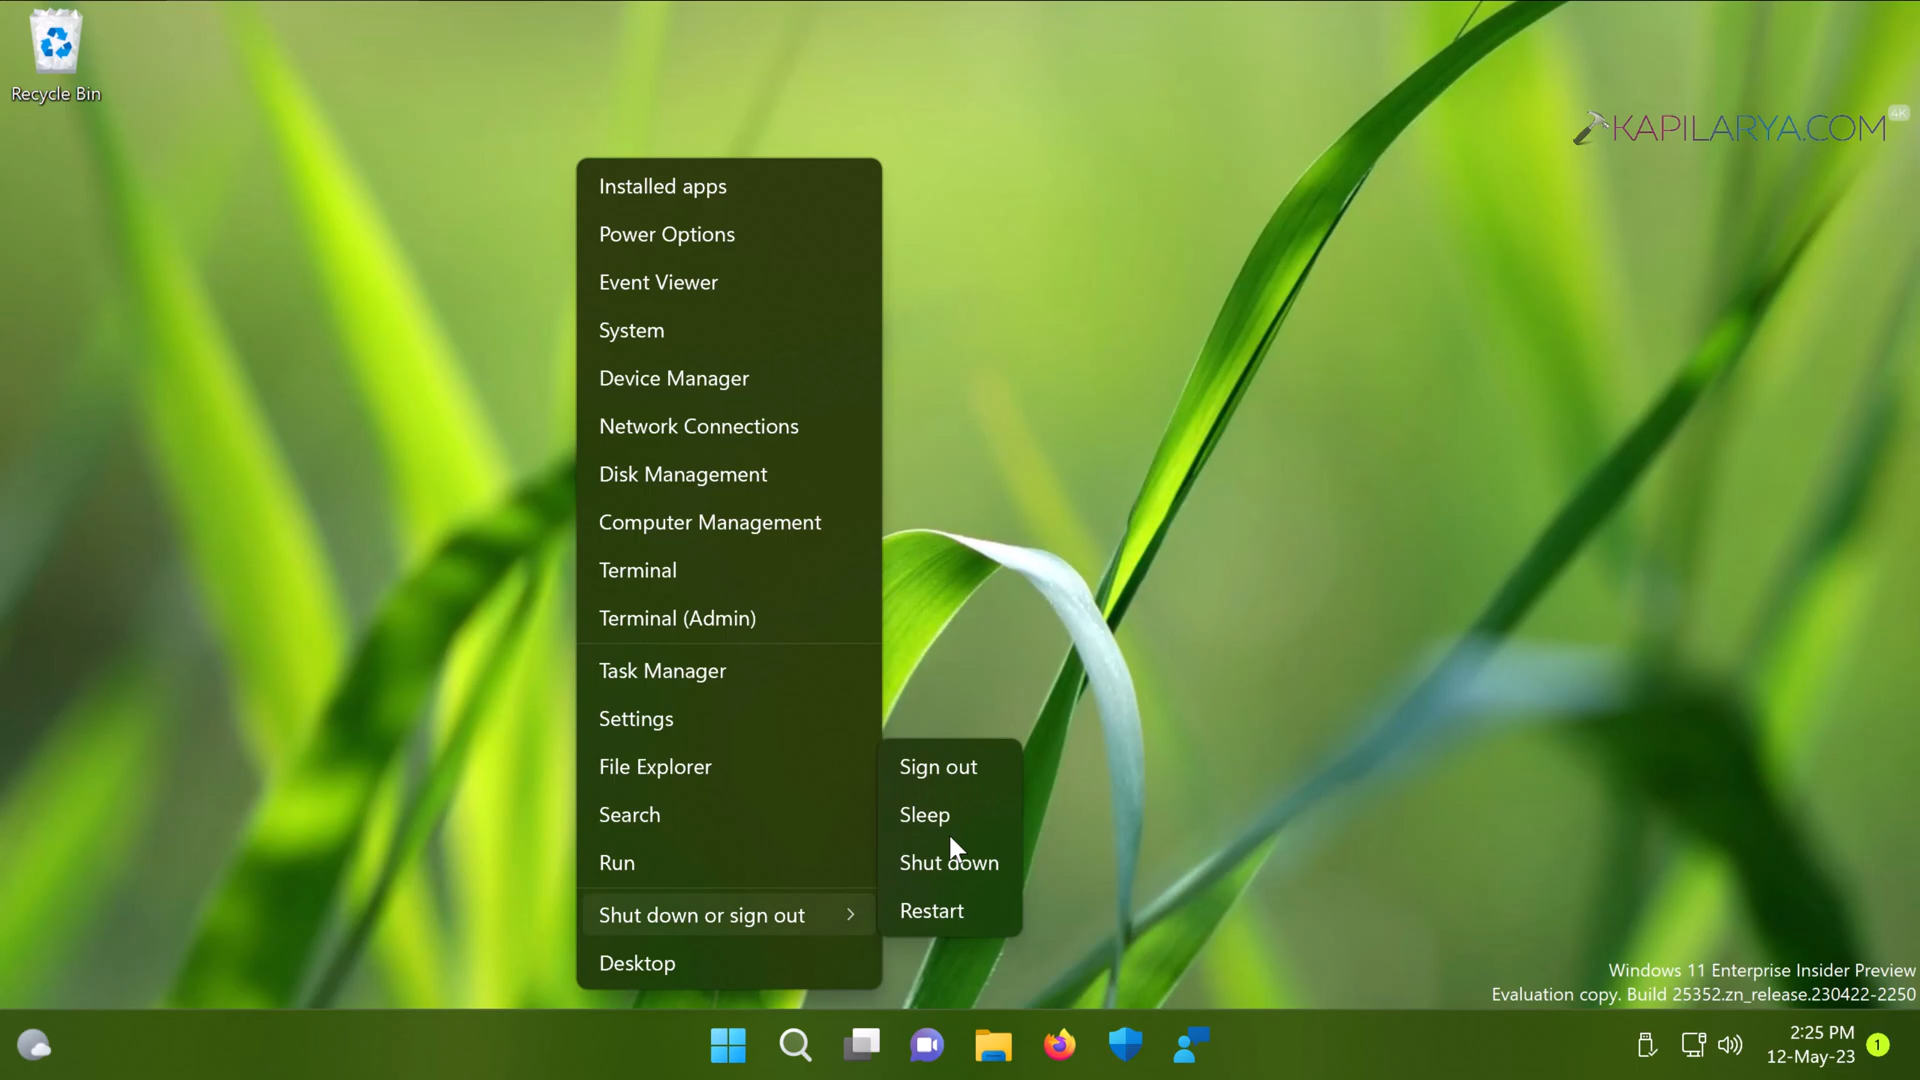 Recycle Bin
KAPILARYA.COM
4K
Installed apps
Power Options
Event Viewer
System
Device Manager
Network Connections
Disk Management
Computer Management
Terminal
Terminal (Admin)
Task Manager
Settings
File Explorer
Search
Run
Shut down or sign out
Desktop
Sign out
Sleep
Shut down
Restart
Windows 11 Enterprise Insider Preview
Evaluation copy. Build 25352.zn_release.230422-2250
2:25 PM
12-May-23
1